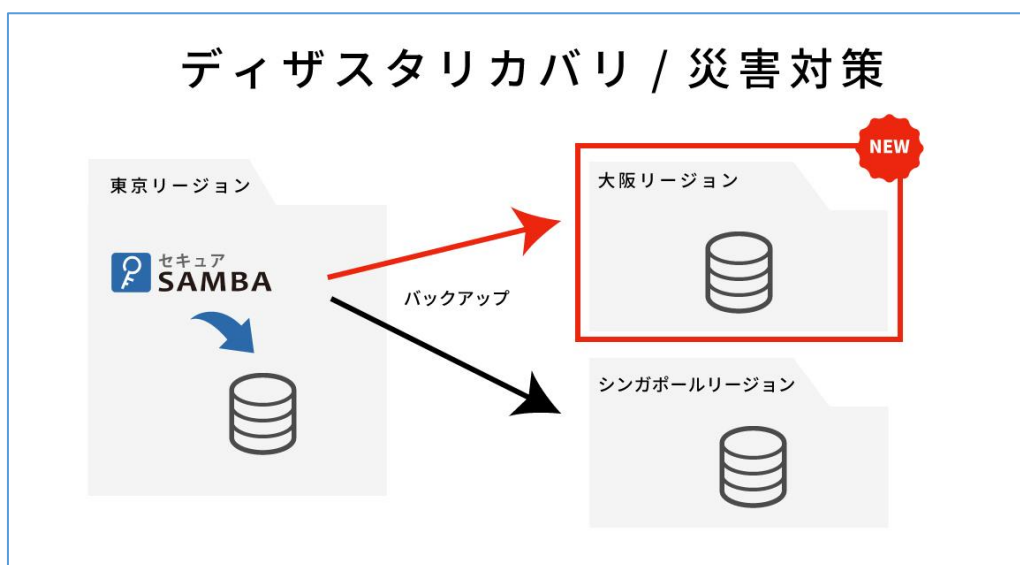 ディザスタリカバリ / 災害対策
NEW
東京リージョン
大阪リージョン
セキュア
SAMBA
バックアップ
シンガポールリージョン